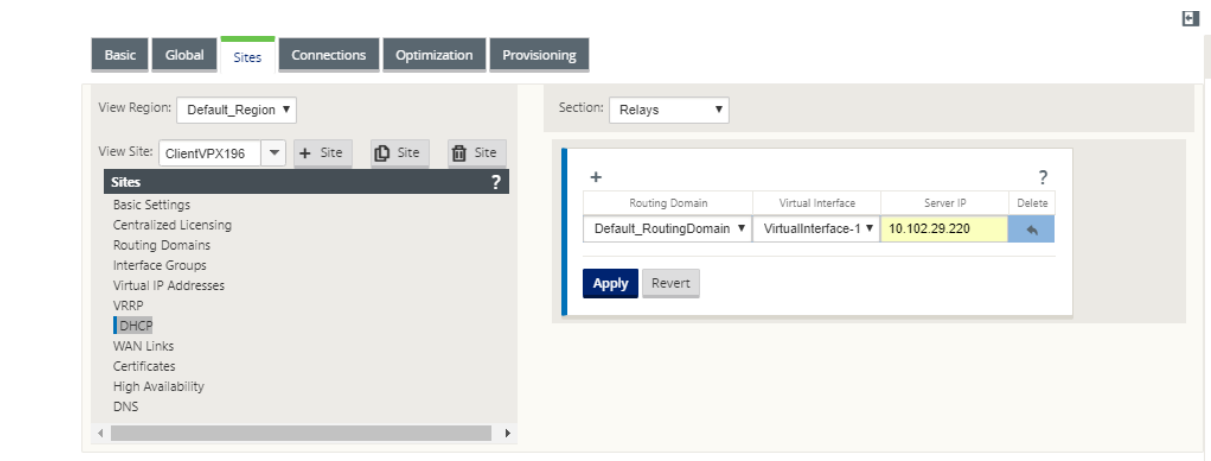 Basic Global Sites Connections Optimization Provisioning
View Region: Default_Region
View Site: ClientVPX196 + Site Site Site
Sites ?
Basic Settings
Centralized Licensing
Routing Domains
Interface Groups
Virtual IP Addresses
VRRP
DHCP
WAN Links
Certificates
High Availability
DNS
Section: Relays
+ ?
Routing Domain Virtual Interface Server IP Delete
Default_RoutingDomain VirtualInterface-1 10.102.29.220
Apply Revert